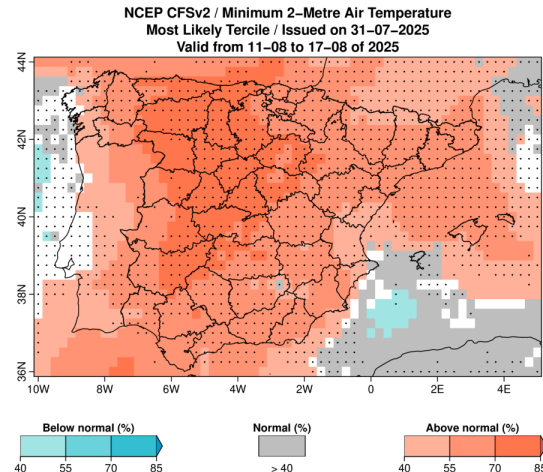 NCEP CFSv2 / Minimum 2−Metre Air Temperature
Most Likely Tercile / Issued on 31−07−2025
Valid from 11−08 to 17−08 of 2025
44N
42N
40N
38N
36N
10W 8W 6W 4W 2W 0 2E 4E
Below normal (%) Normal (%) Above normal (%)
40 55 70 85 > 40 40 55 70 85